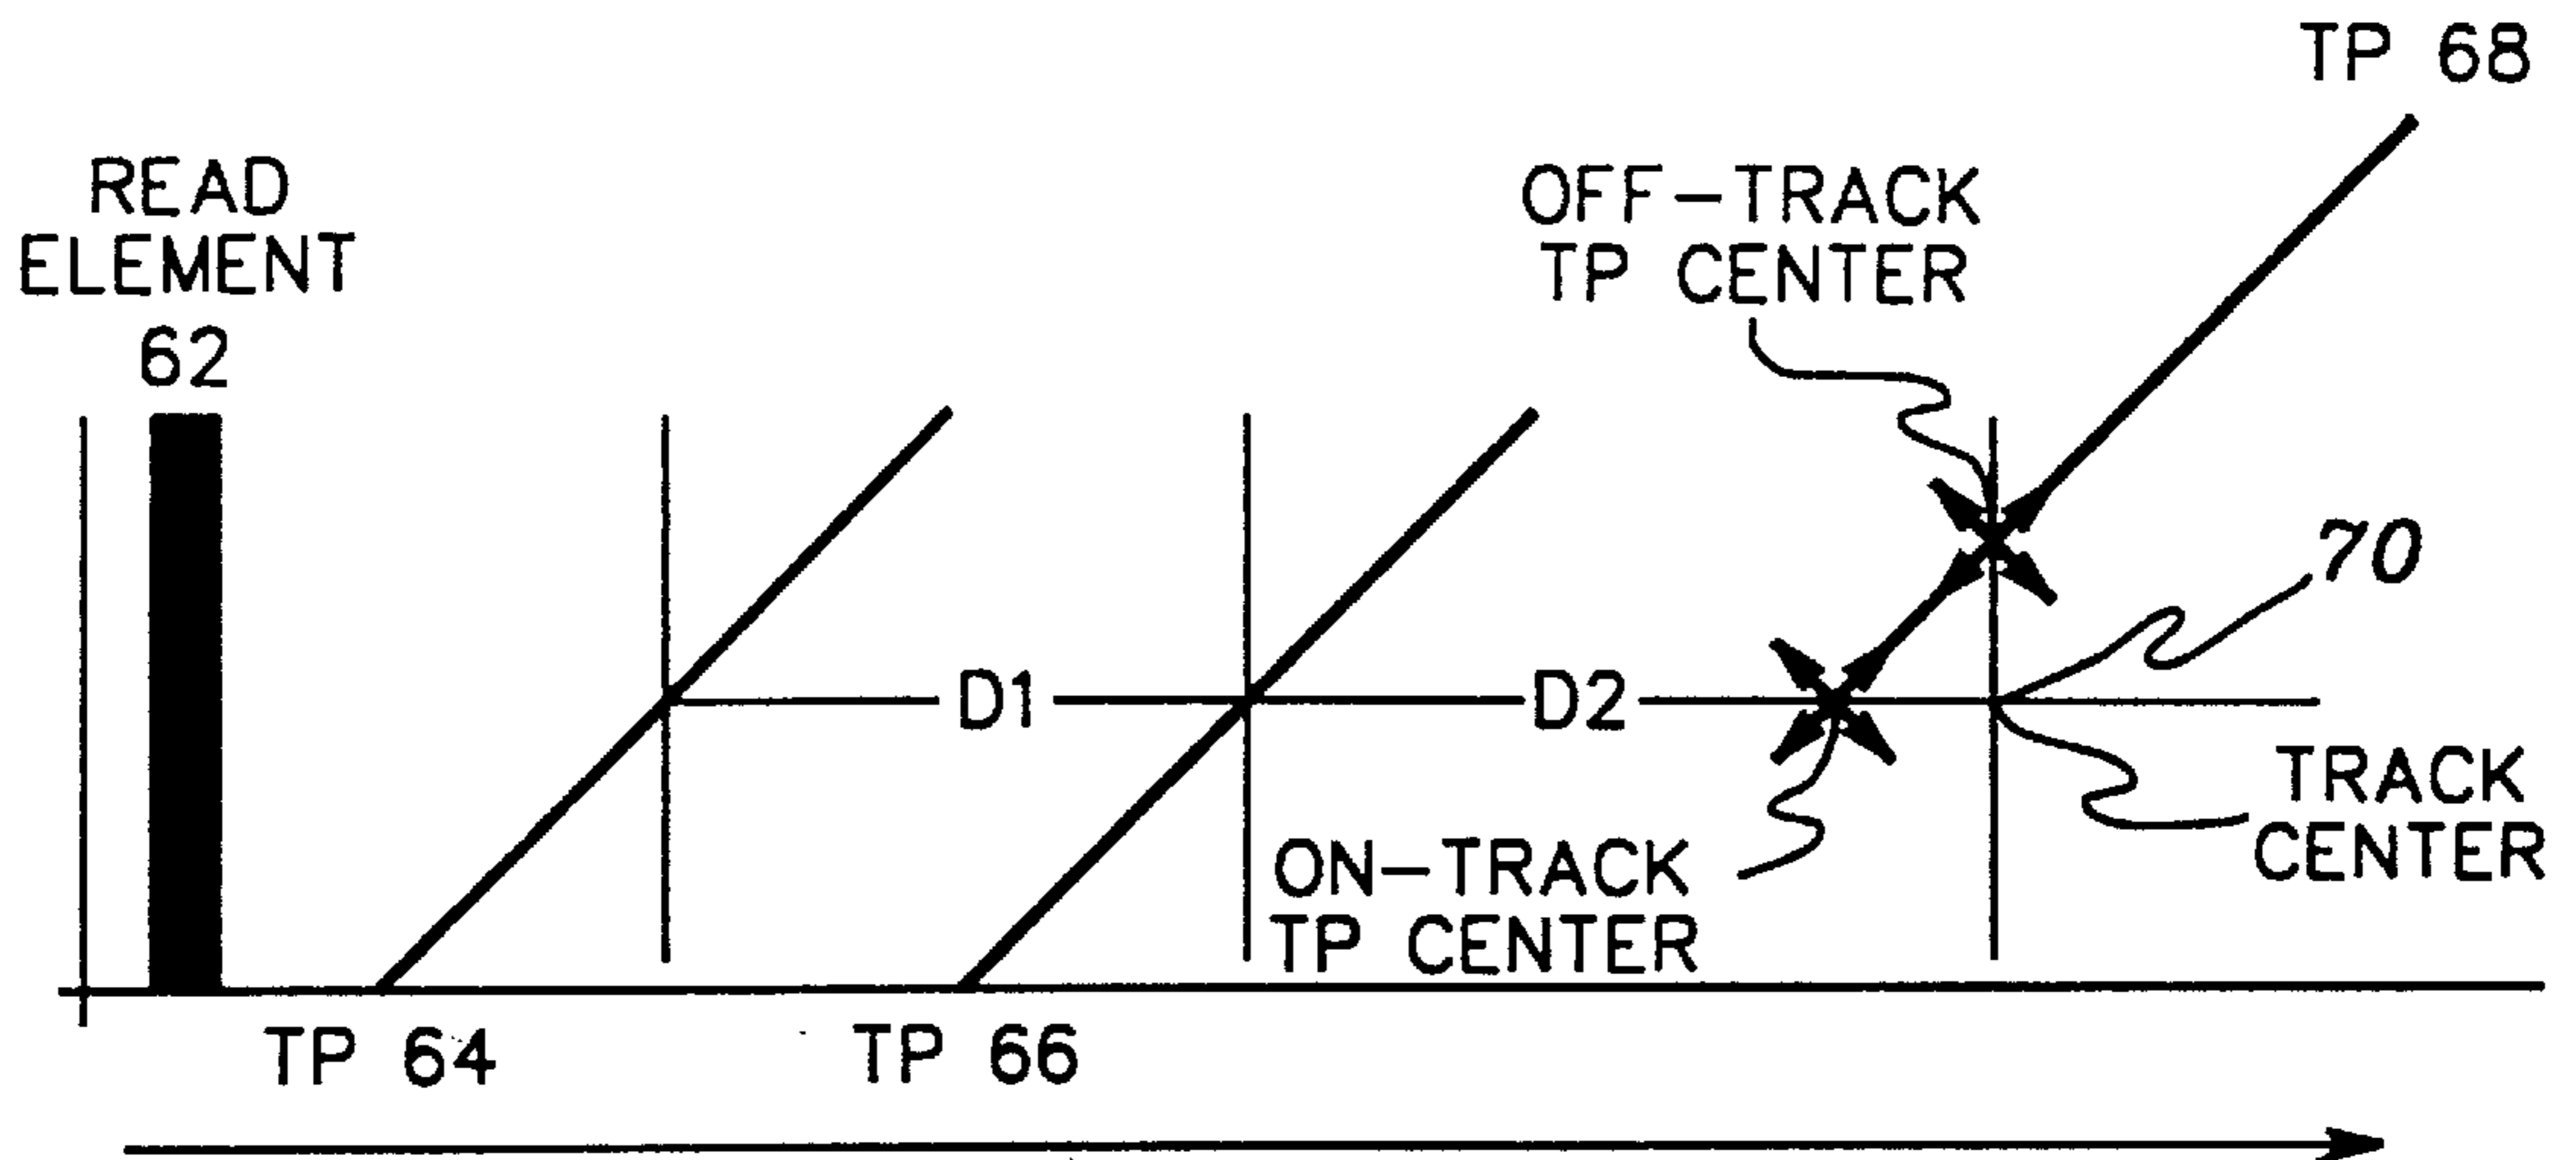 TP 68
READ
ELEMENT
62
OFF-TRACK
TP CENTER
70
D1
D2
TRACK
CENTER
ON-TRACK
TP CENTER
TP 64
TP 66